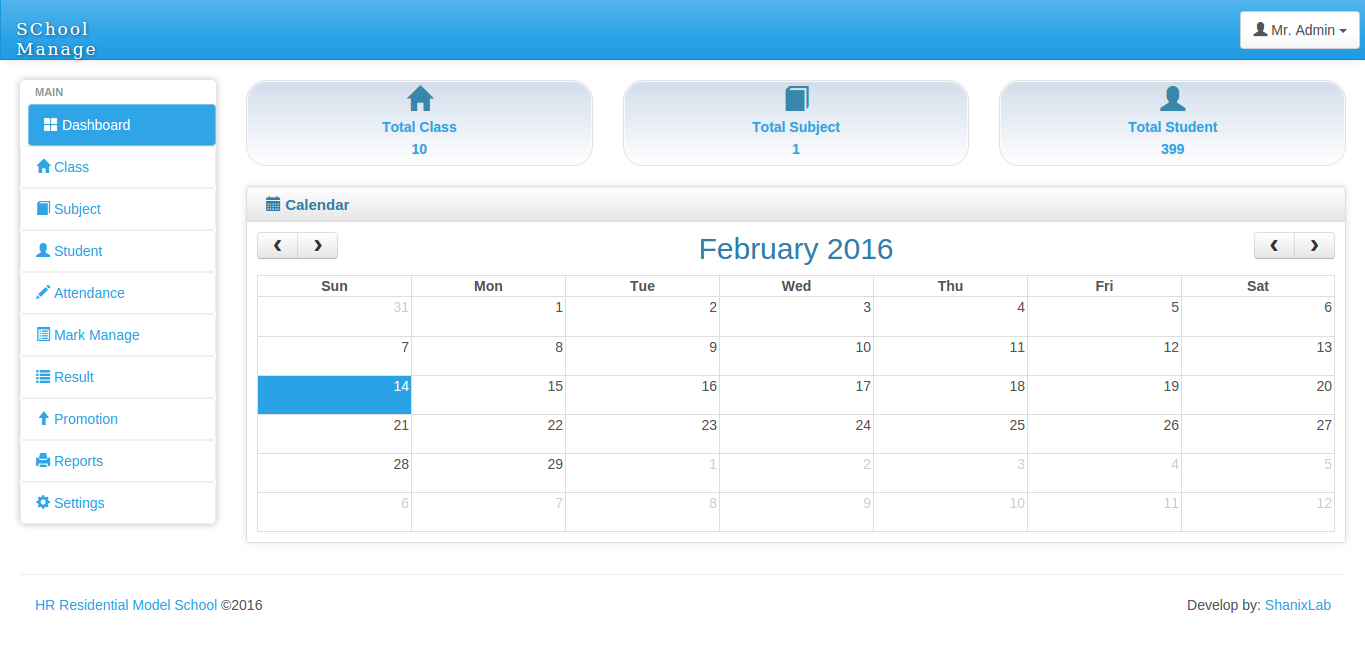 SChool
Manage
Mr. Admin
MAIN
Dashboard
Class
Subject
Student
Attendance
Mark Manage
Result
Promotion
Reports
Settings
Total Class
10
Total Subject
1
Total Student
399
Calendar
February 2016
Sun Mon Tue Wed Thu Fri Sat
31 1 2 3 4 5 6
7 8 9 10 11 12 13
14 15 16 17 18 19 20
21 22 23 24 25 26 27
28 29 1 2 3 4 5
6 7 8 9 10 11 12
HR Residential Model School ©2016
Develop by: ShanixLab